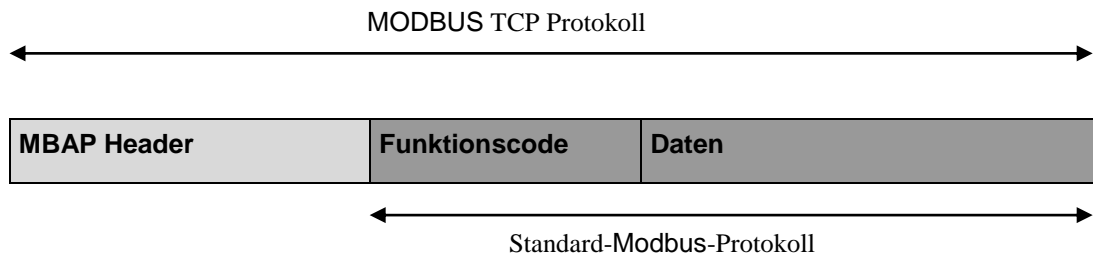 MODBUS TCP Protokoll
MBAP Header Funktionscode Daten
Standard-Modbus-Protokoll